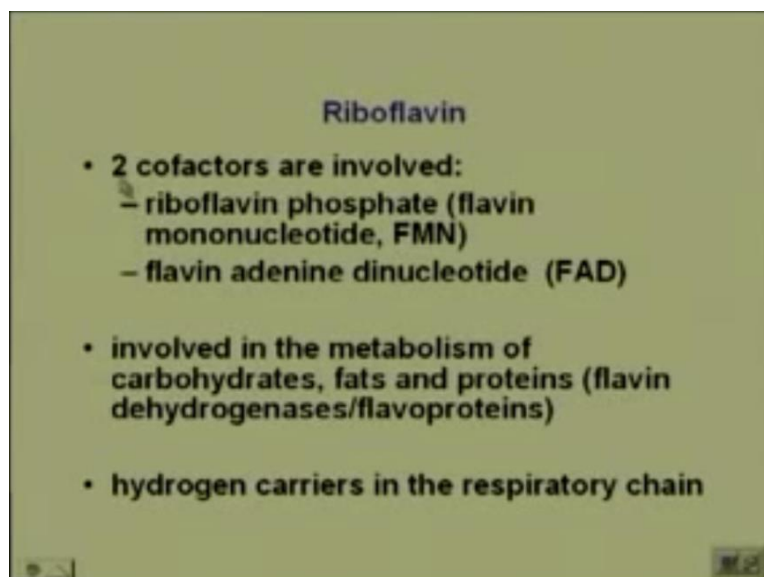 Riboflavin
• 2 cofactors are involved:
– riboflavin phosphate (flavin
mononucleotide, FMN)
– flavin adenine dinucleotide (FAD)
• involved in the metabolism of
carbohydrates, fats and proteins (flavin
dehydrogenases/flavoproteins)
• hydrogen carriers in the respiratory chain